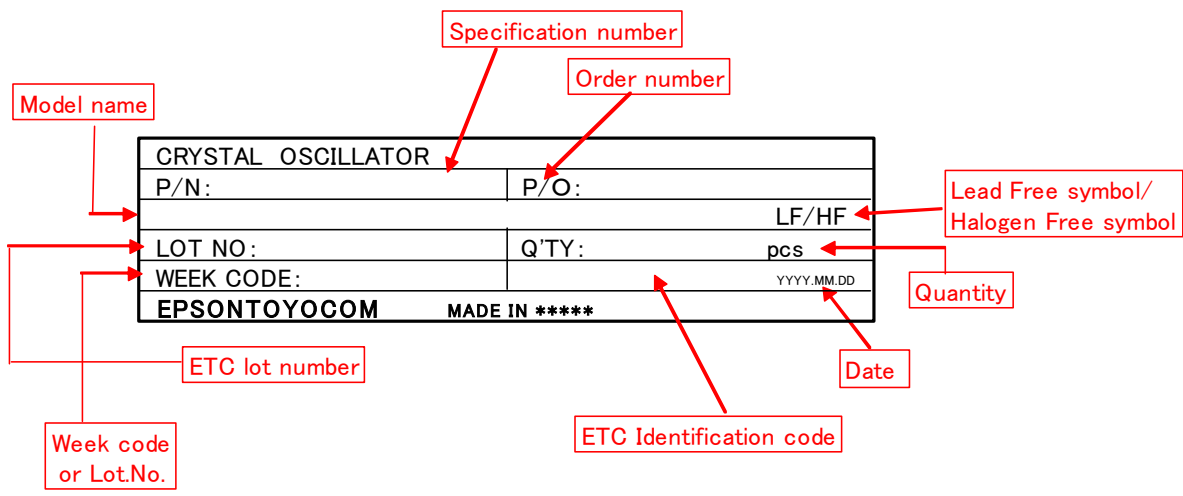 Specification number
Order number
Model name
CRYSTAL OSCILLATOR
P/N:
P/O:
Lead Free symbol/
Halogen Free symbol
LF/HF
LOT NO:
Q'TY:
pcs
WEEK CODE:
YYYY.MM.DD
Quantity
EPSONTOYOCOM
MADE IN *****
ETC lot number
Date
Week code
or Lot.No.
ETC Identification code